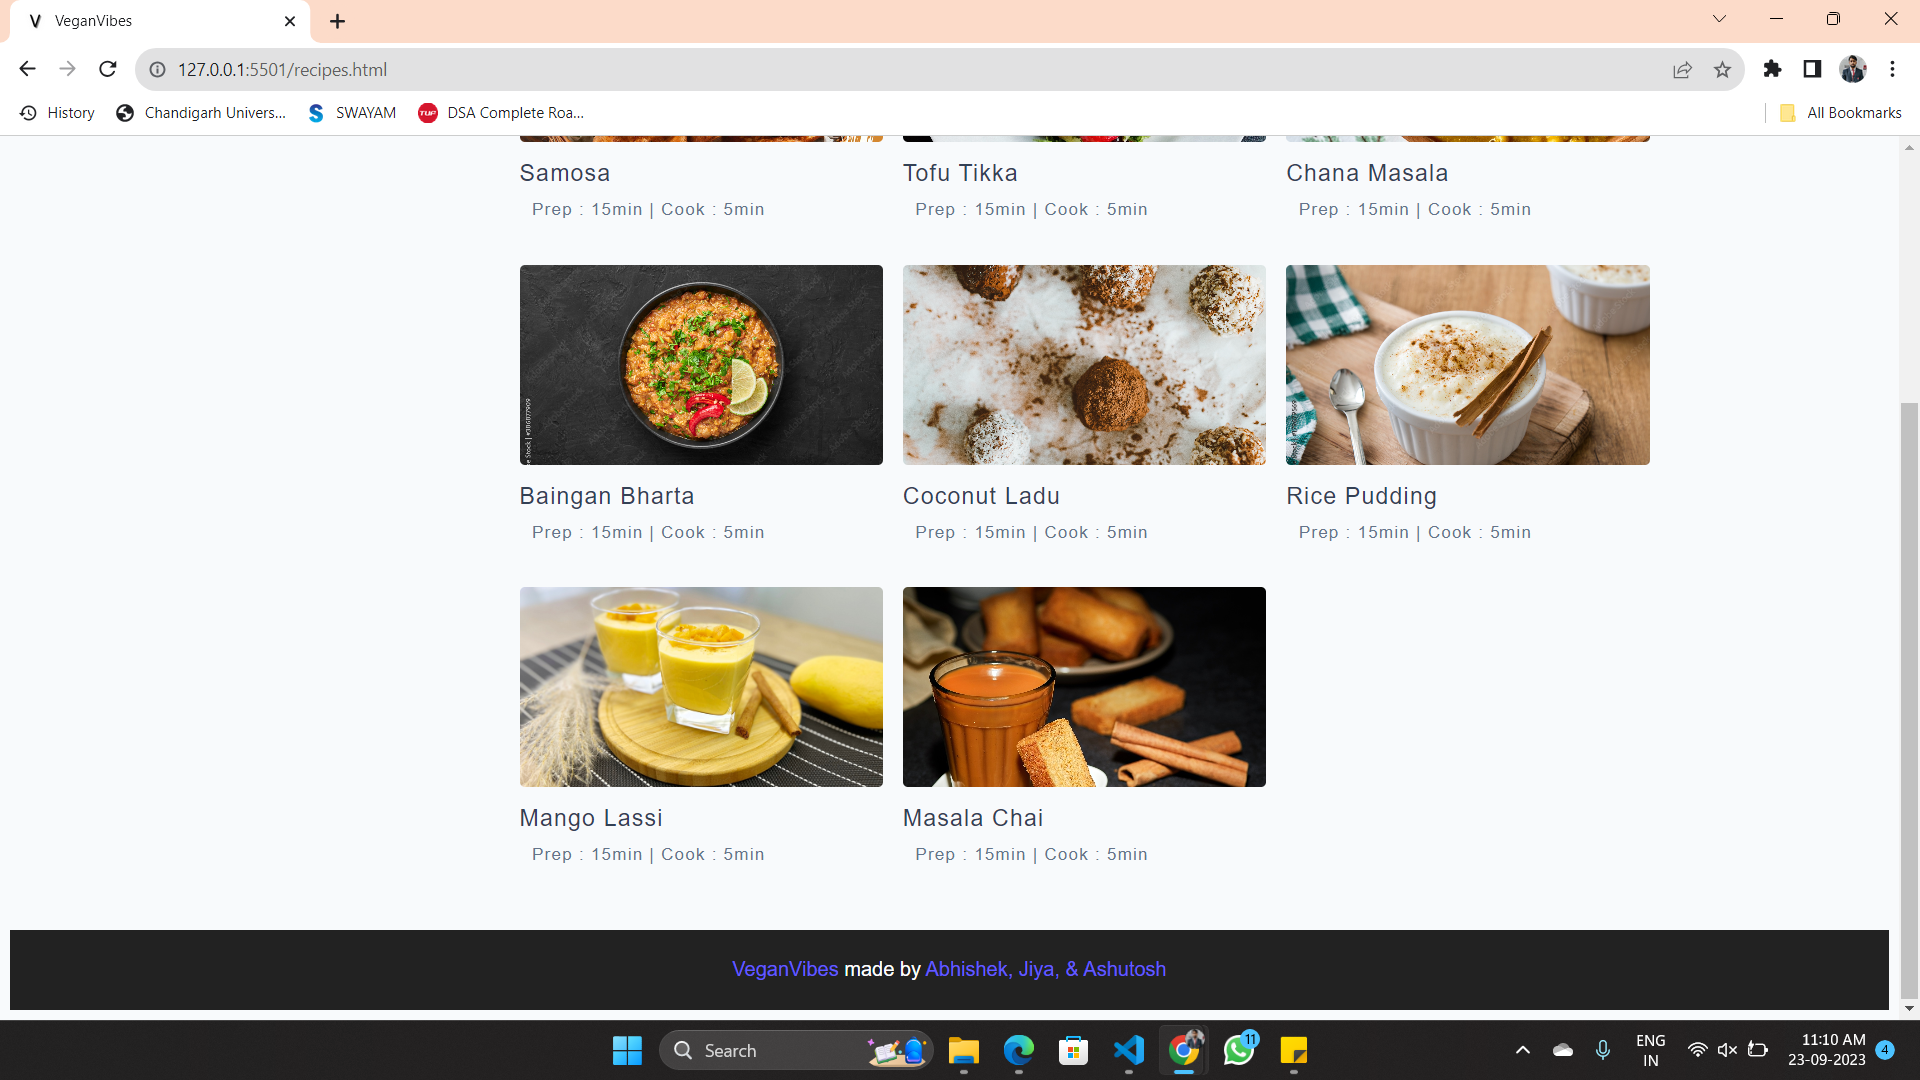 V VeganVibes
127.0.0.1:5501/recipes.html
History Chandigarh Univers... S SWAYAM TUF DSA Complete Roa... All Bookmarks
Samosa Tofu Tikka Chana Masala
Prep : 15min | Cook : 5min Prep : 15min | Cook : 5min Prep : 15min | Cook : 5min
Baingan Bharta Coconut Ladu Rice Pudding
Prep : 15min | Cook : 5min Prep : 15min | Cook : 5min Prep : 15min | Cook : 5min
Mango Lassi Masala Chai
Prep : 15min | Cook : 5min Prep : 15min | Cook : 5min
VeganVibes made by Abhishek, Jiya, & Ashutosh
Search 11 ENG 11:10 AM 4
IN 23-09-2023